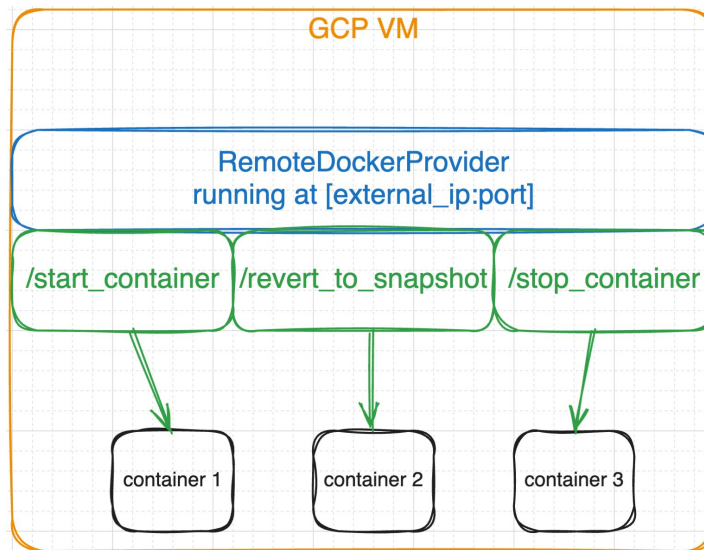 GCP VM
RemoteDockerProvider
running at [external_ip:port]
/start_container
/revert_to_snapshot
/stop_container
container 1
container 2
container 3